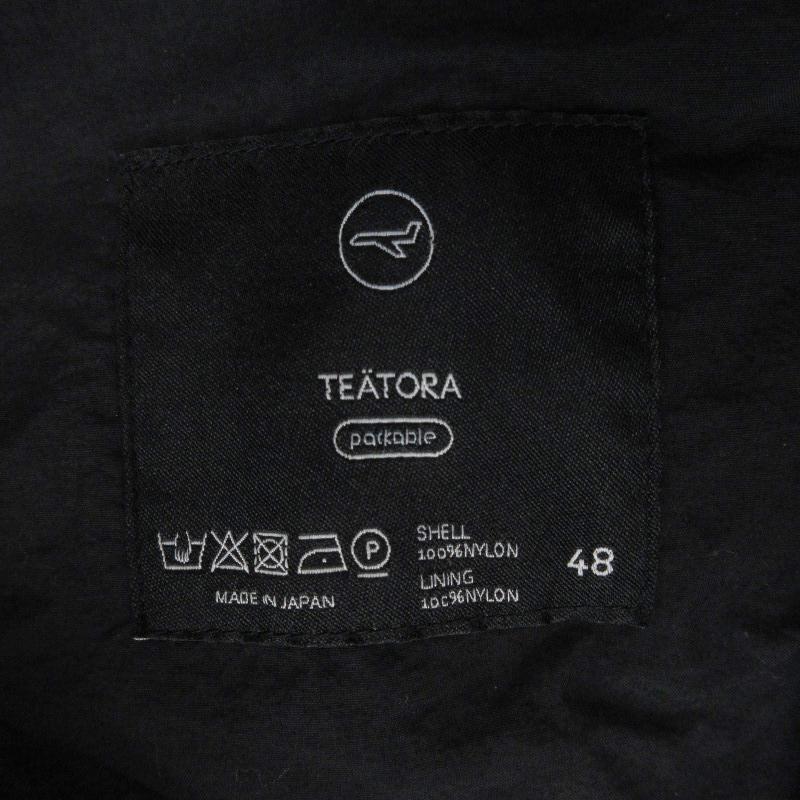 TEÄTORA
packable
P
SHELL
100%NYLON
LINING
100%NYLON
48
MADE IN JAPAN